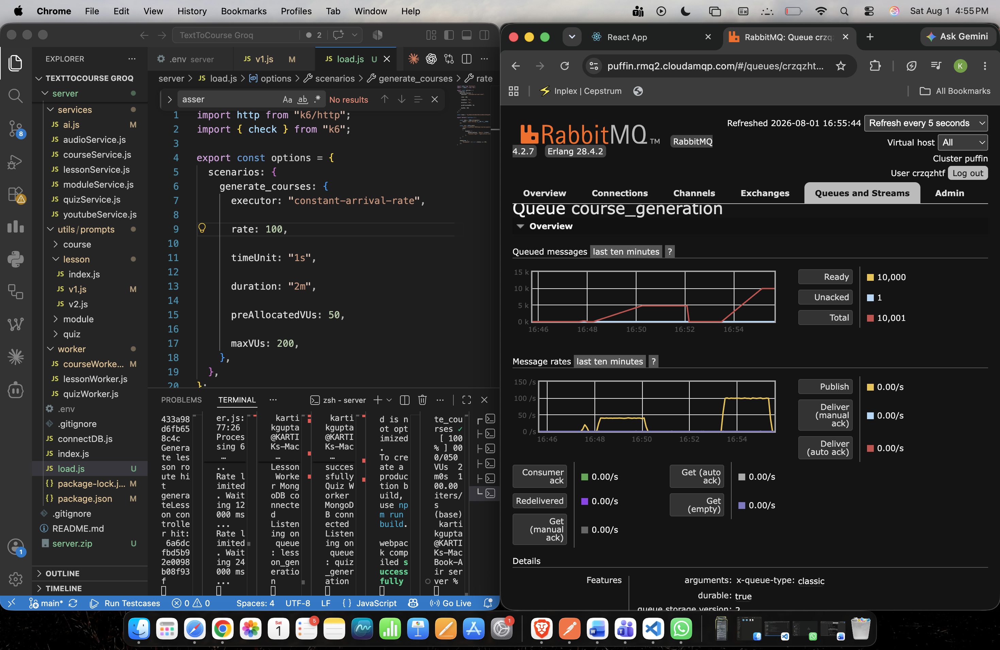 Chrome File Edit View History Bookmarks Profiles Tab Window Help Sat Aug 1 4:55 PM
TextToCourse Groq 2
EXPLORER
TEXTTOCOURSE GROQ
server
services
JS ai.js M
JS audioService.js
JS courseService.js
JS lessonService.js
JS moduleService.js
JS quizService.js
JS youtubeService.js
utils/prompts
course
lesson
JS index.js
JS v1.js M
JS v2.js
module
quiz
worker
JS courseWorke... M
JS lessonWorker.js
JS quizWorker.js
.env
.gitignore
JS connectDB.js
JS index.js
JS load.js U
{} package-lock.j... M
{} package.json M
.gitignore
README.md
server.zip U
OUTLINE
TIMELINE
8
1
.env server
JS v1.js M
JS load.js U
server > JS load.js > options > scenarios > generate_courses > rate
asser Aa ab .* No results
1 import http from "k6/http";
2 import { check } from "k6";
3
4 export const options = {
5 scenarios: {
6 generate_courses: {
7 executor: "constant-arrival-rate",
8
9 rate: 100,
10
11 timeUnit: "1s",
12
13 duration: "2m",
14
15 preAllocatedVUs: 50,
16
17 maxVUs: 200,
18 },
19 },
20 };
PROBLEMS TERMINAL ... zsh - server
433a98
d6fb65
8c4c
Genera
te les
son ro
ute hi
t
genera
teLess
on con
trolle
r hit:
6a6dc
fbd5b9
2e0098
b08f93
f
er.js:
77:26
Proces
sing 6
…
..
Rate l
imited
. Wait
ing 12
000 ms
...
Rate l
imited
. Wait
ing 24
000 ms
...
karti
kgupta
@KARTI
Ks-Mac
…
Lesson
Worke
r Mong
oDB co
nnecte
d
Listen
ing on
queue
: less
on_gen
eratio
n
karti
kgupta
@KARTI
Ks-Mac
…
succes
sfully
Quiz W
orker
MongoD
B conn
ected
Listen
ing on
queue
: quiz
_gener
ation
d is n
ot opt
imized
.
To cre
ate a
produc
tion b
uild,
use np
m run
build.
webpac
k comp
iled s
uccess
fully
te_cou
rses ✓
[ 100
% ] 00
0/050
VUs 2
m0s 1
00.00
iters/
s
(base)
karti
kgupta
@KARTI
Ks-Mac
Book-A
ir ser
ver %
main* Run Testcases 0 0 Spaces: 4 UTF-8 LF {} JavaScript Go Live
React App
RabbitMQ: Queue crzq
Ask Gemini
puffin.rmq2.cloudamqp.com/#/queues/crzqzht...
K
Inplex | Cepstrum
All Bookmarks
RabbitMQ TM RabbitMQ
4.2.7 Erlang 28.4.2
Refreshed 2026-08-01 16:55:44 Refresh every 5 seconds
Virtual host All
Cluster puffin
User crzqzhtf Log out
Overview Connections Channels Exchanges Queues and Streams Admin
Queue course_generation
Overview
Queued messages last ten minutes ?
15 k
10 k
5 k
0 k
16:46 16:48 16:50 16:52 16:54
Ready 10,000
Unacked 1
Total 10,001
Message rates last ten minutes ?
150 /s
100 /s
50 /s
0 /s
16:46 16:48 16:50 16:52 16:54
Publish 0.00/s
Deliver (manual ack) 0.00/s
Deliver (auto ack) 0.00/s
Consumer ack 0.00/s
Redelivered 0.00/s
Get (manual ack) 0.00/s
Get (auto ack) 0.00/s
Get (empty) 0.00/s
Details
Features
arguments: x-queue-type: classic
durable: true
queue storage version: 2
Sat
1
5
1